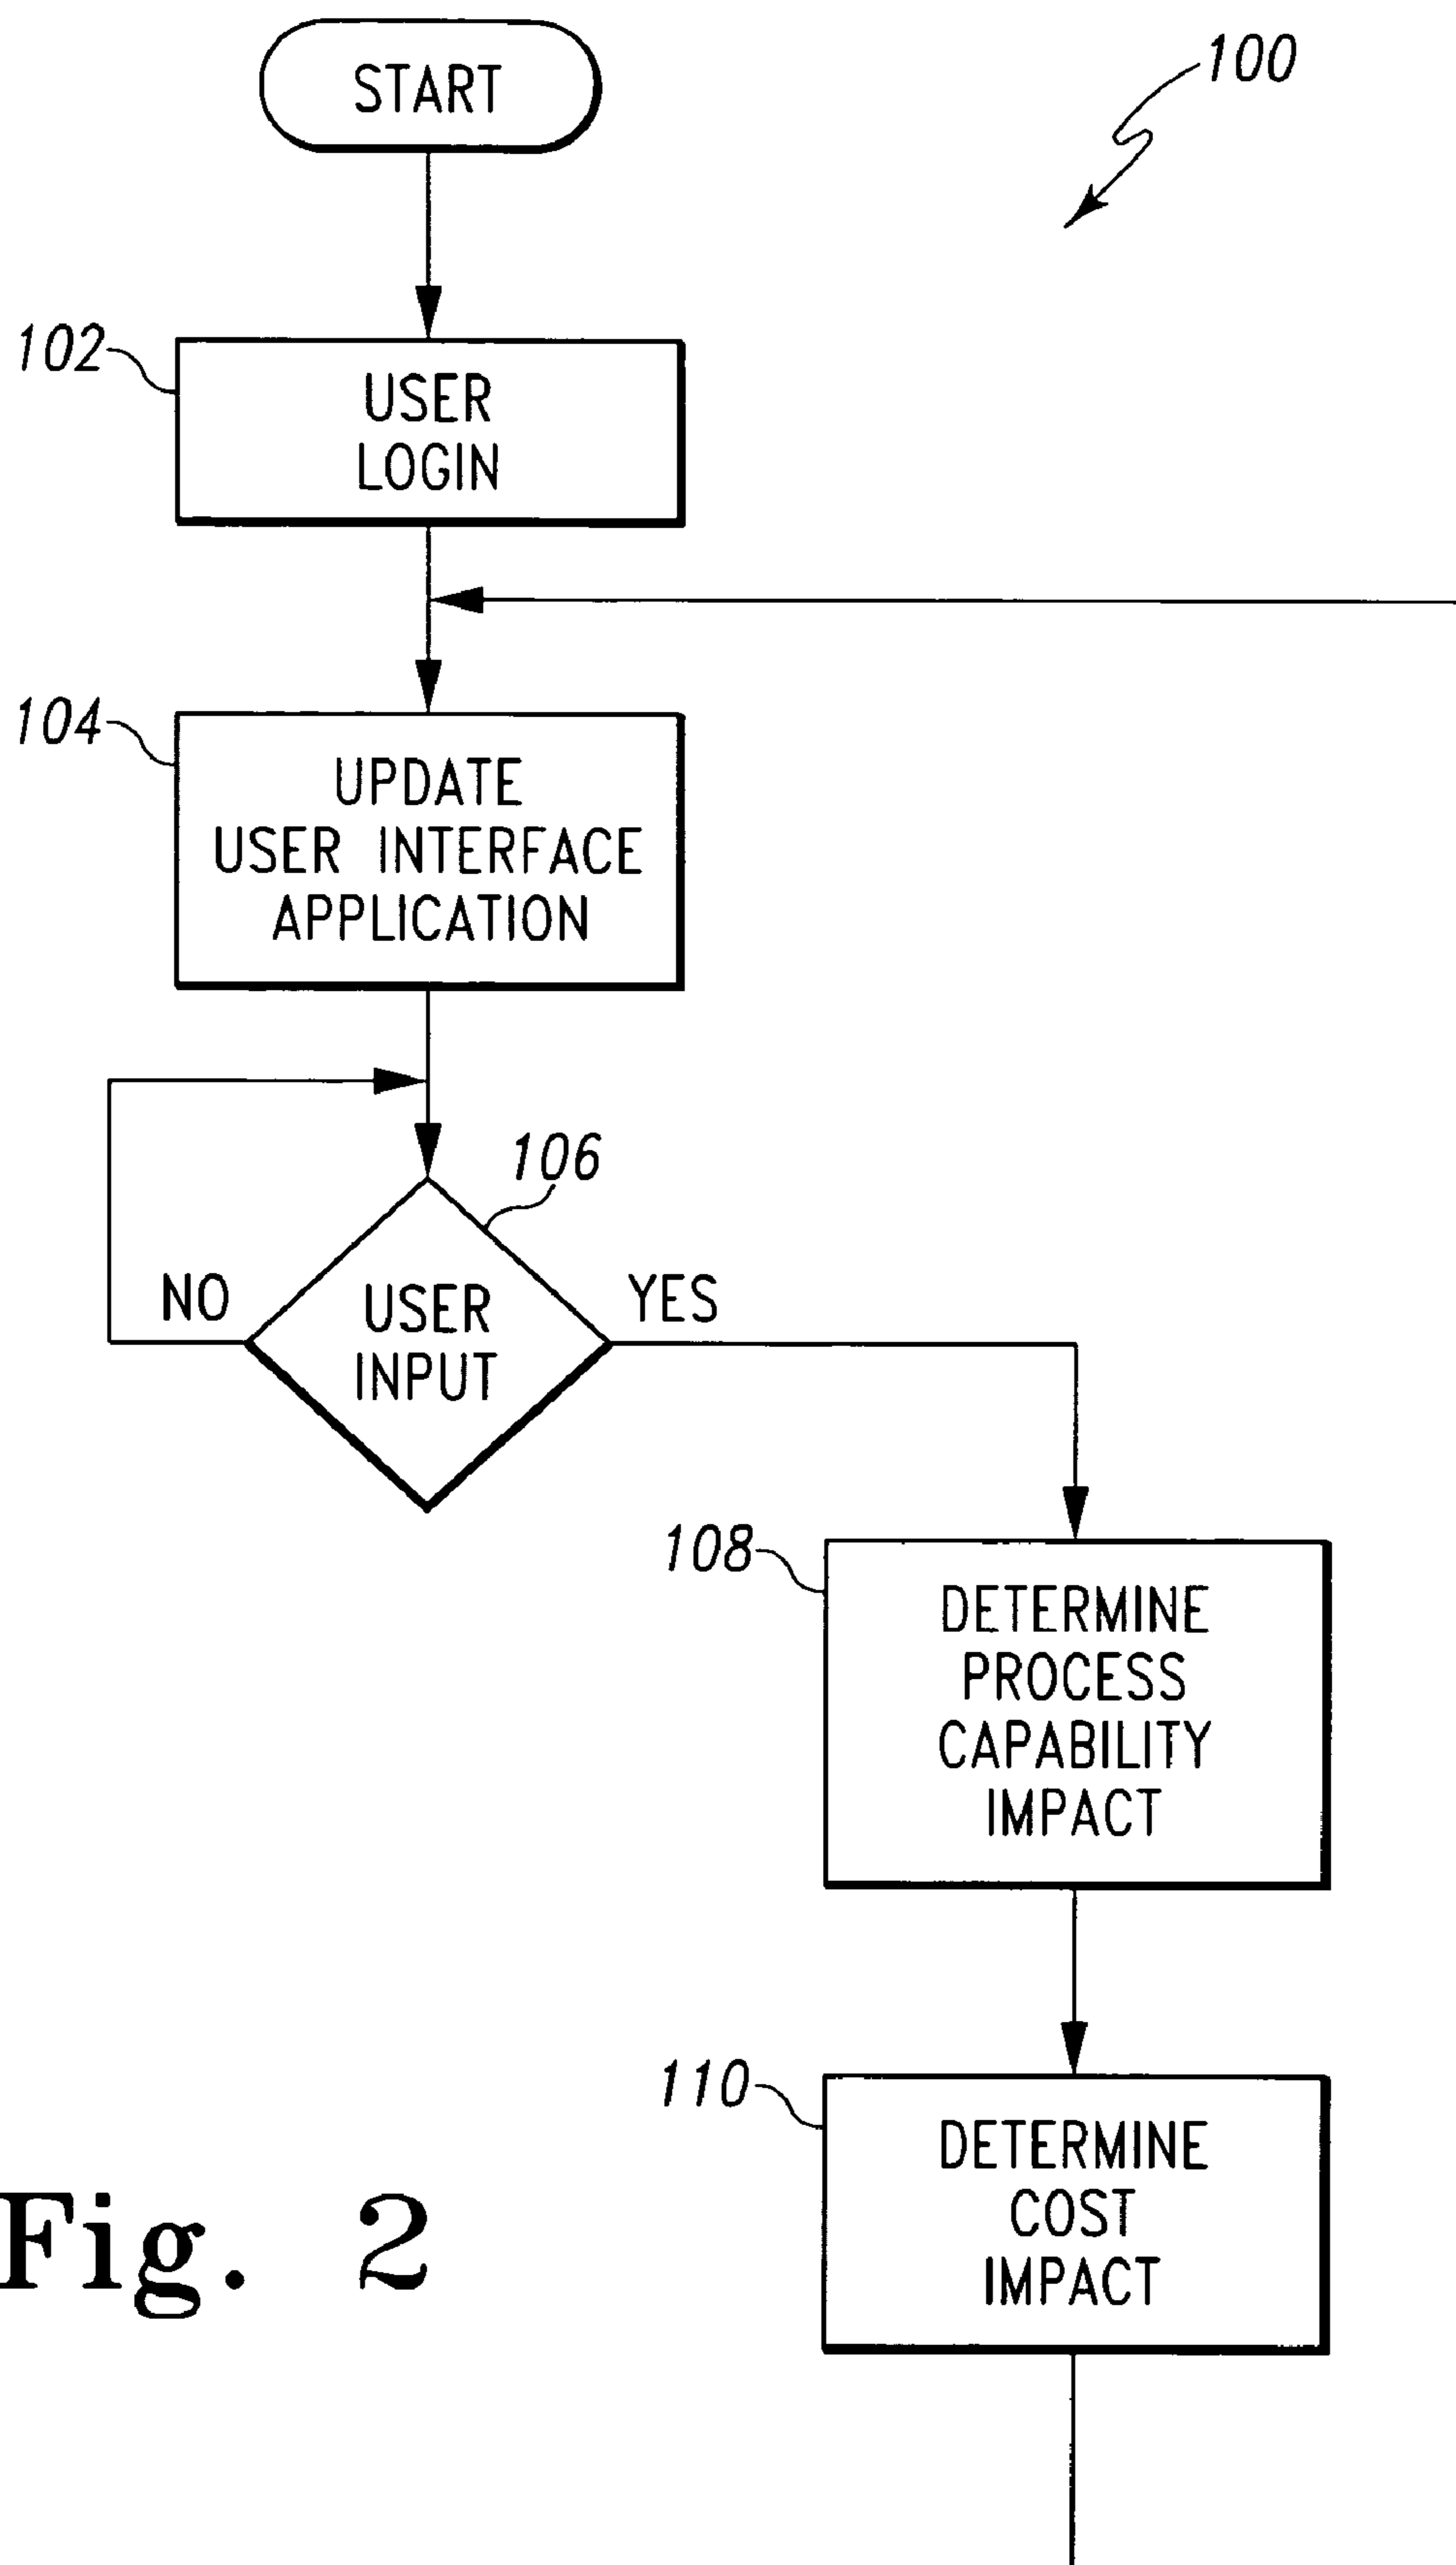 START
100
102
USER
LOGIN
104
UPDATE
USER INTERFACE
APPLICATION
106
NO
USER
INPUT
YES
108
DETERMINE
PROCESS
CAPABILITY
IMPACT
110
DETERMINE
COST
IMPACT
Fig. 2